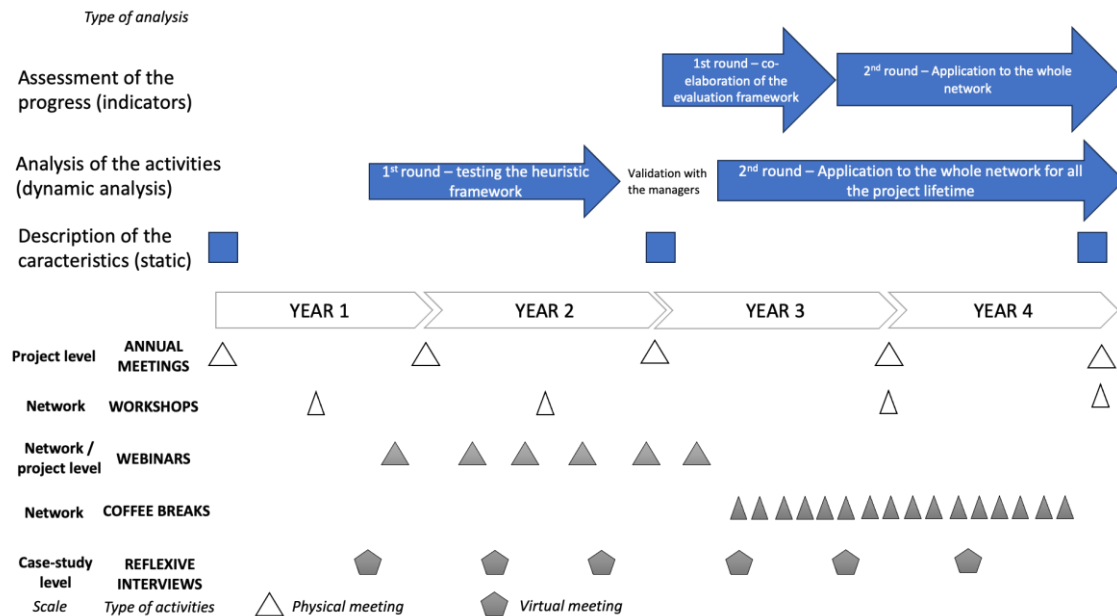 Type of analysis
Assessment of the
progress (indicators)
1st round – co-
elaboration of the
evaluation framework
2nd round – Application to the whole
network
Analysis of the activities
(dynamic analysis)
1st round – testing the heuristic
framework
Validation with
the managers
2nd round – Application to the whole network for all
the project lifetime
Description of the
caracteristics (static)
YEAR 1
YEAR 2
YEAR 3
YEAR 4
Project level
ANNUAL
MEETINGS
Network
WORKSHOPS
Network /
project level
WEBINARS
Network
COFFEE BREAKS
Case-study
level
REFLEXIVE
INTERVIEWS
Scale
Type of activities
Physical meeting
Virtual meeting